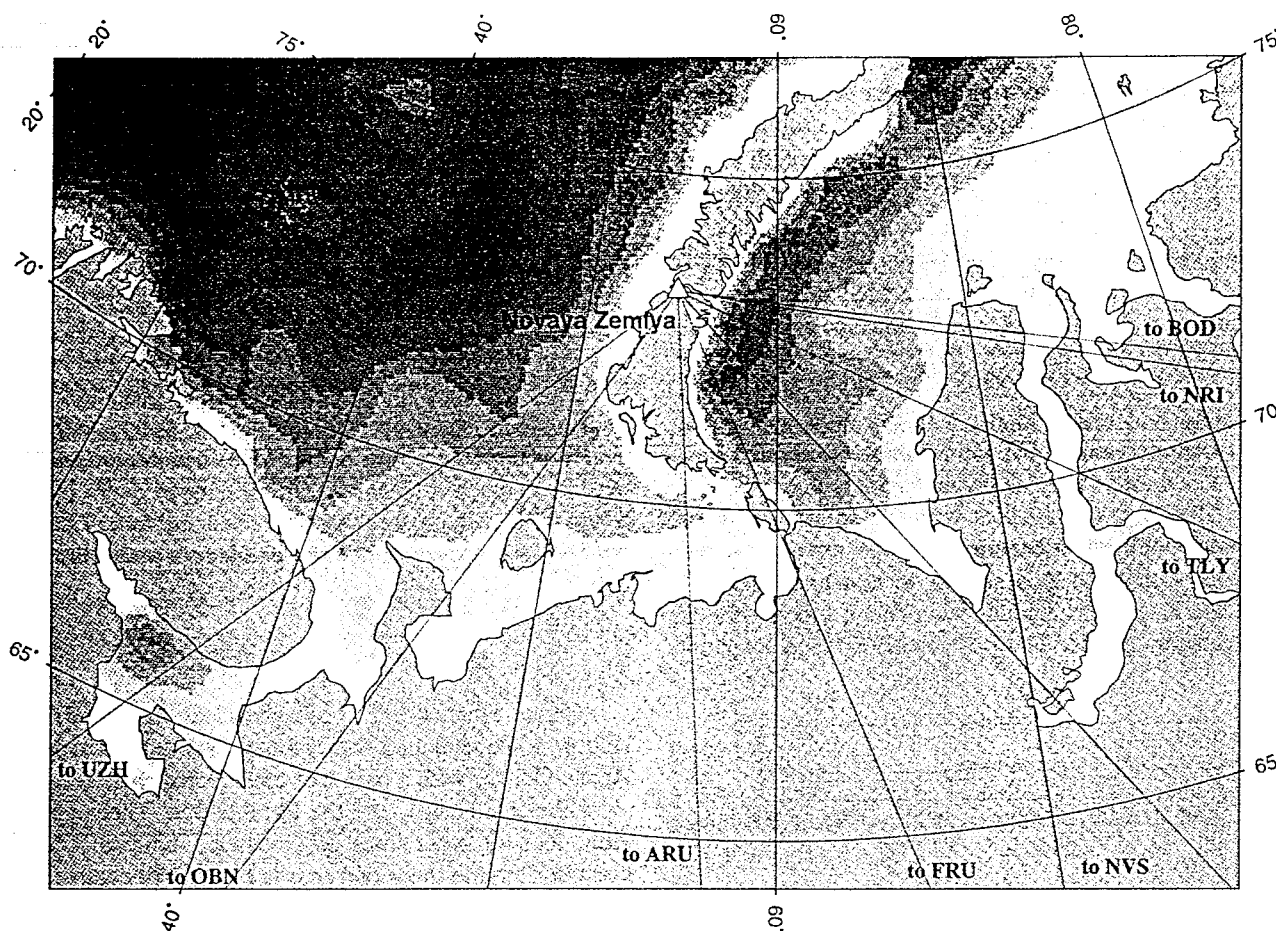 20°
75°
40°
60°
80°
75°
20°
70°
Novaya Zemlya
to BOD
to NRI
70
to TLY
65°
65
to UZH
to ARU
to OBN
to FRU
to NVS
40°
60°